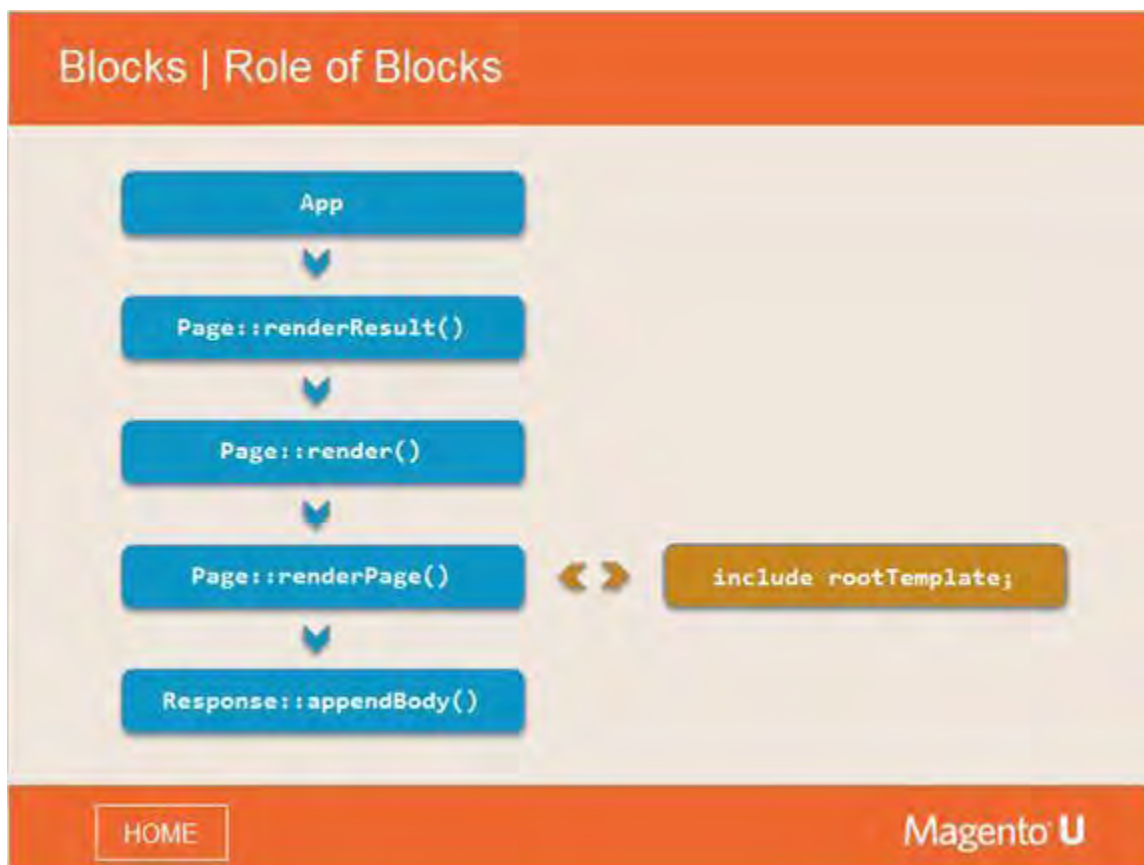 Blocks | Role of Blocks
App
Page::renderResult()
Page::render()
Page::renderPage()
include rootTemplate;
Response::appendBody()
HOME
Magento U